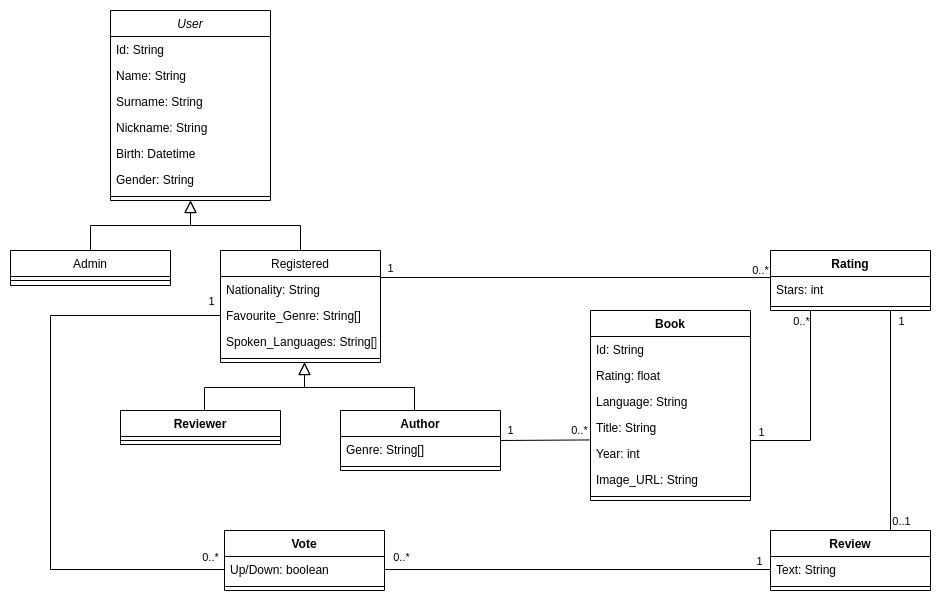 User
Id: String
Name: String
Surname: String
Nickname: String
Birth: Datetime
Gender: String
Admin
Registered
Nationality: String
Favourite_Genre: String[]
Spoken_Languages: String[]
1
0..*
Rating
Stars: int
1
0..*
1
Book
Id: String
Rating: float
Language: String
Title: String
Year: int
Image_URL: String
Reviewer
Author
Genre: String[]
1
0..*
1
0..1
Vote
Up/Down: boolean
0..*
0..*
1
Review
Text: String